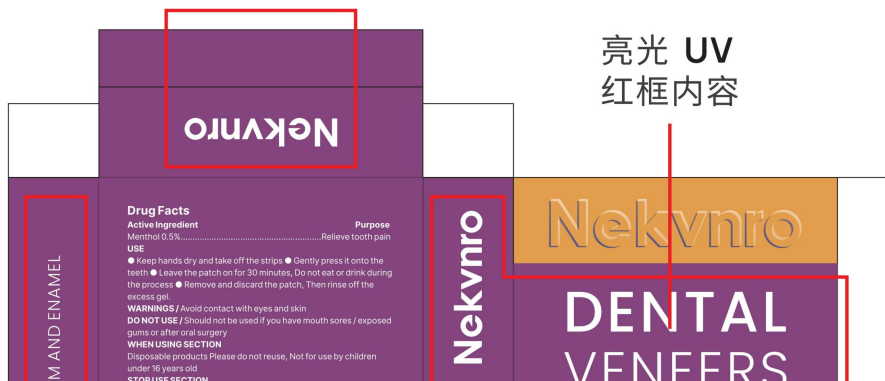 亮光 UV
红框内容
Nekvnro
Nekvnro
Nekvnro
DENTAL
VENEERS
M AND ENAMEL
Drug Facts
Active Ingredient Purpose
Menthol 0.5%......................................................Relieve tooth pain
USE
● Keep hands dry and take off the strips ● Gently press it onto the
teeth ● Leave the patch on for 30 minutes, Do not eat or drink during
the process ● Remove and discard the patch, Then rinse off the
excess gel.
WARNINGS / Avoid contact with eyes and skin
DO NOT USE / Should not be used if you have mouth sores / exposed
gums or after oral surgery
WHEN USING SECTION
Disposable products Please do not reuse, Not for use by children
under 16 years old
STOP USE SECTION